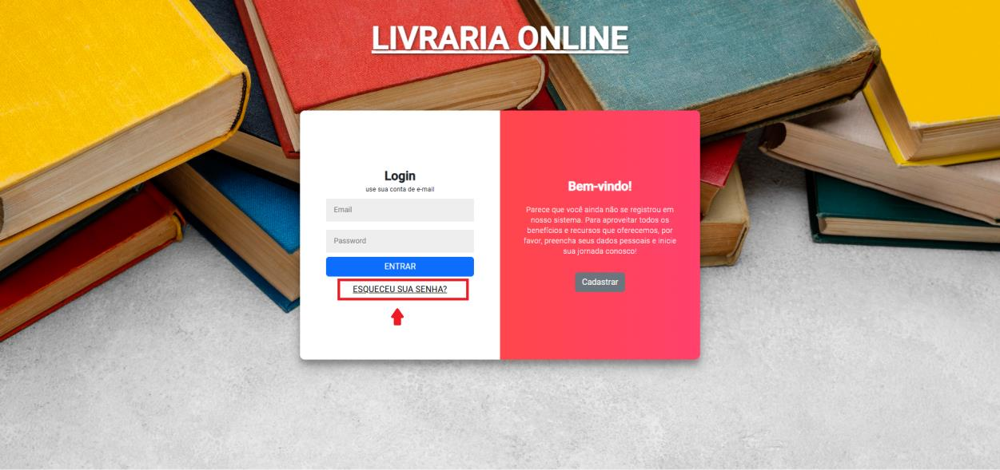 LIVRARIA ONLINE
Login
use sua conta de e-mail
Email
Password
ENTRAR
ESQUECEU SUA SENHA?
Bem-vindo!
Parece que você ainda não se registrou em
nosso sistema. Para aproveitar todos os
benefícios e recursos que oferecemos, por
favor, preencha seus dados pessoais e inicie
sua jornada conosco!
Cadastrar